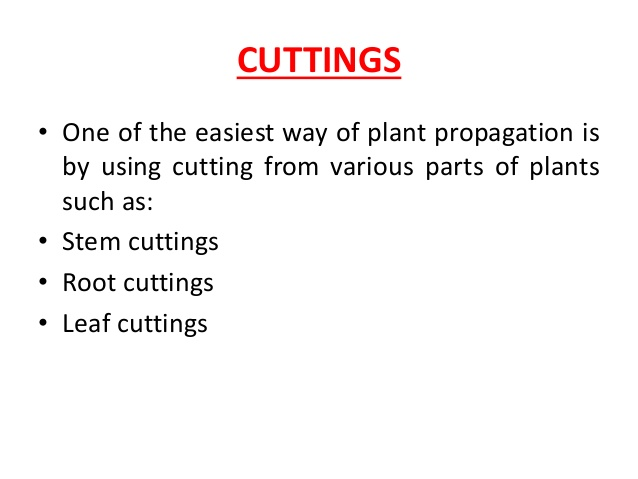 CUTTINGS
• One of the easiest way of plant propagation is
by using cutting from various parts of plants
such as:
• Stem cuttings
• Root cuttings
• Leaf cuttings